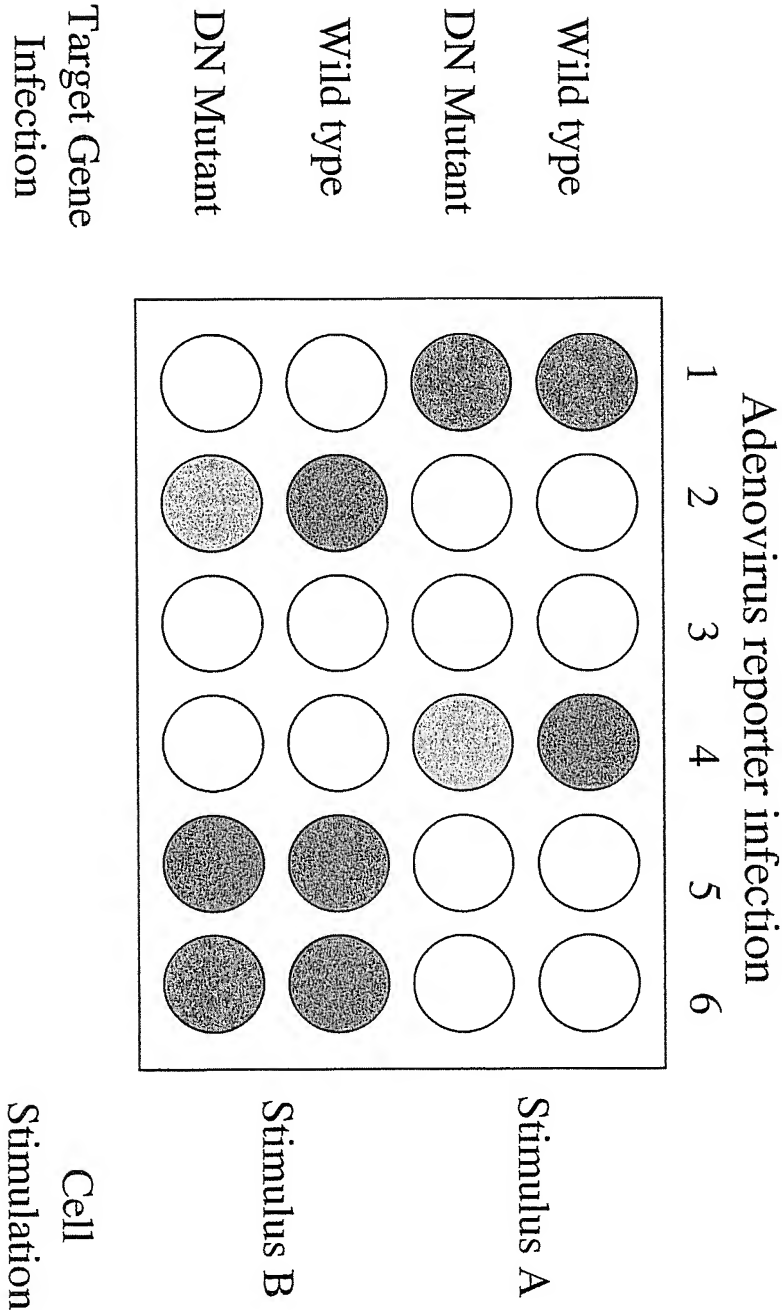 Adenovirus reporter infection
1 2 3 4 5 6
Wild type
DN Mutant
Stimulus A
Wild type
DN Mutant
Stimulus B
Target Gene
Infection
Cell
Stimulation